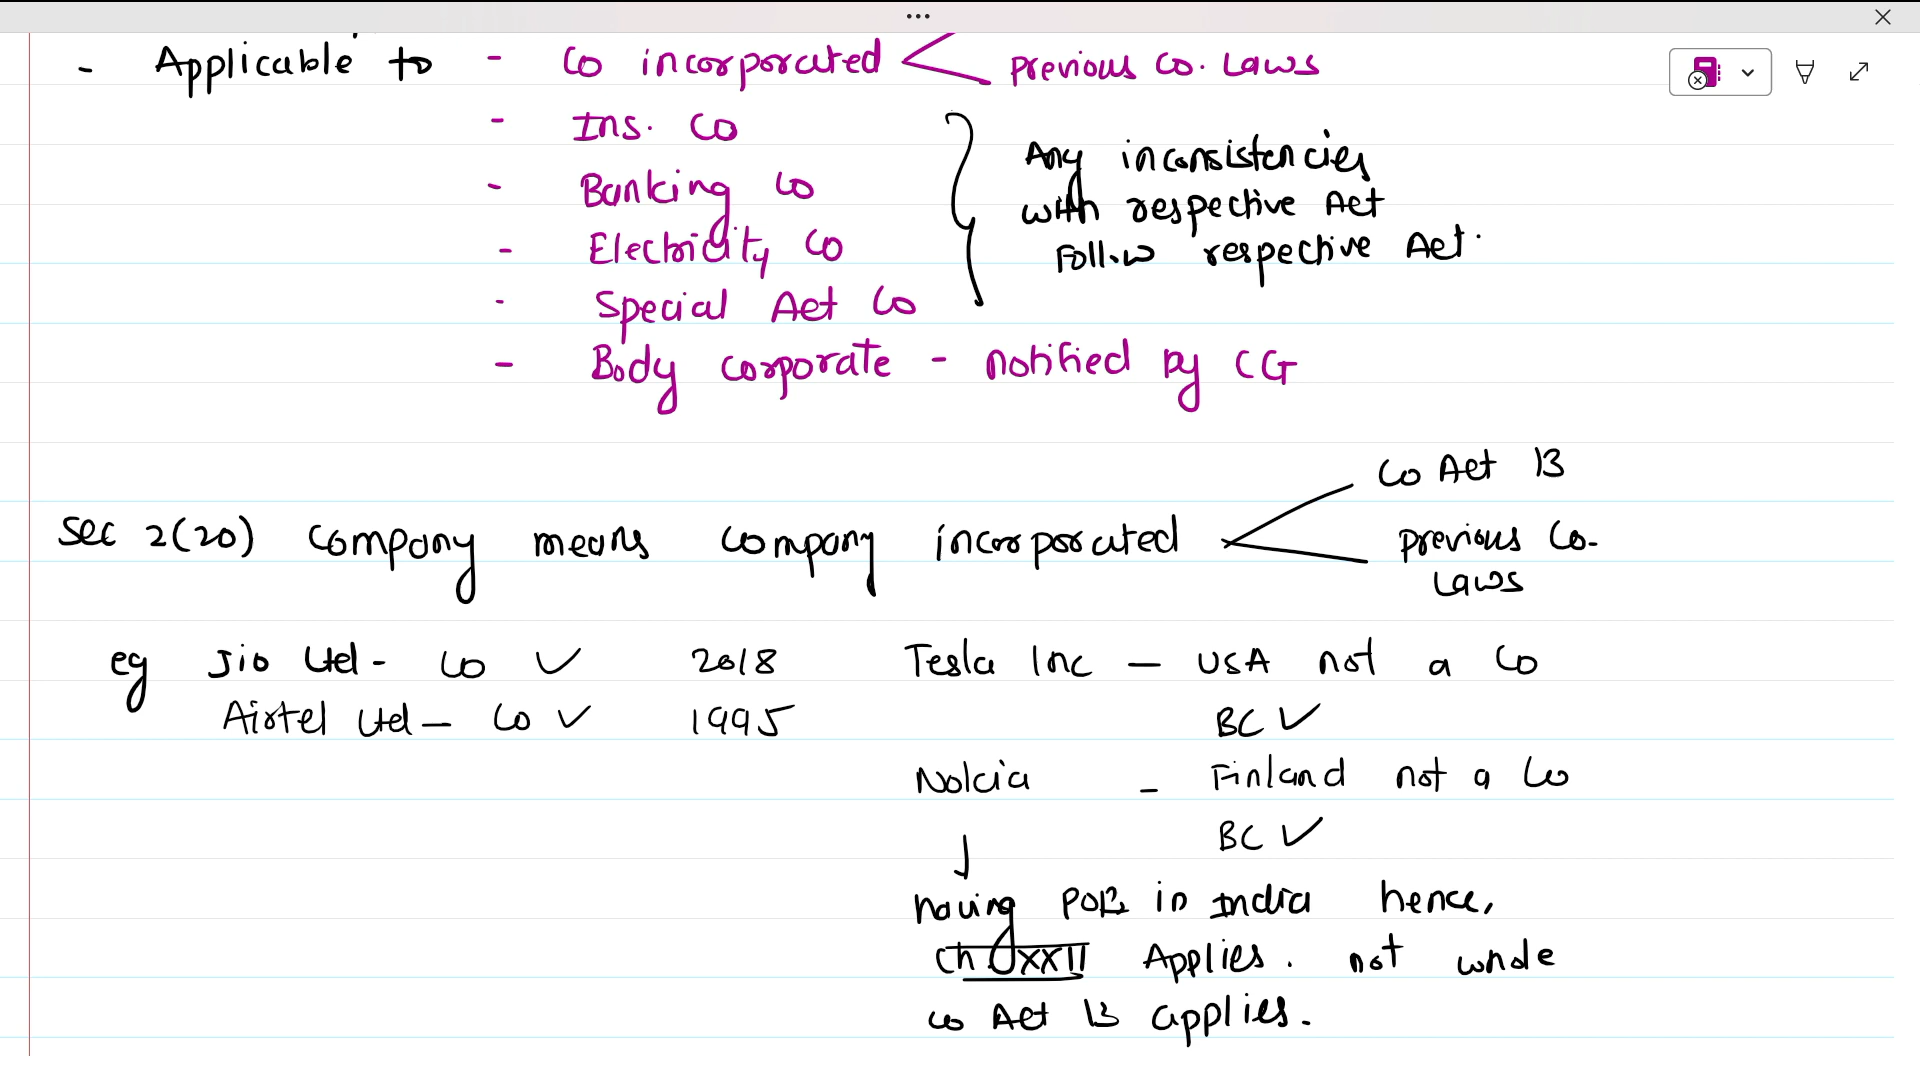 - Applicable to - Co incorporated < previous Co. Laws
- Ins. Co
- Banking Co
- Electricity Co
- Special Act Co
Any inconsistencies
with respective Act
Follow respective Act.
- Body corporate - notified by CG
Sec 2(20) Company means company incorporated
Co Act 13
previous Co.
Laws
eg Jio Ltd - Co ✓ 2018
Airtel Ltd - Co ✓ 1995
Tesla Inc - USA not a Co
BC ✓
Nokia - Finland not a Co
BC ✓
↓
having POB in India hence,
Ch. XXII Applies. not whole
Co Act 13 applies.